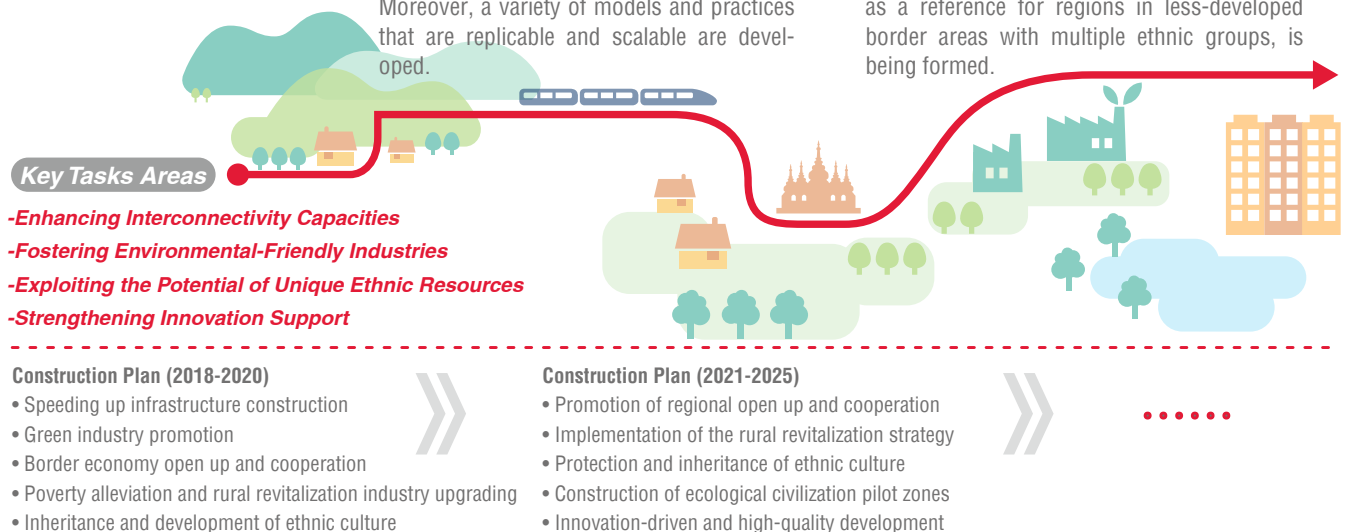 Moreover, a variety of models and practices
that are replicable and scalable are devel-
oped.
as a reference for regions in less-developed
border areas with multiple ethnic groups, is
being formed.
Key Tasks Areas
-Enhancing Interconnectivity Capacities
-Fostering Environmental-Friendly Industries
-Exploiting the Potential of Unique Ethnic Resources
-Strengthening Innovation Support
Construction Plan (2018-2020)
• Speeding up infrastructure construction
• Green industry promotion
• Border economy open up and cooperation
• Poverty alleviation and rural revitalization industry upgrading
• Inheritance and development of ethnic culture
Construction Plan (2021-2025)
• Promotion of regional open up and cooperation
• Implementation of the rural revitalization strategy
• Protection and inheritance of ethnic culture
• Construction of ecological civilization pilot zones
• Innovation-driven and high-quality development